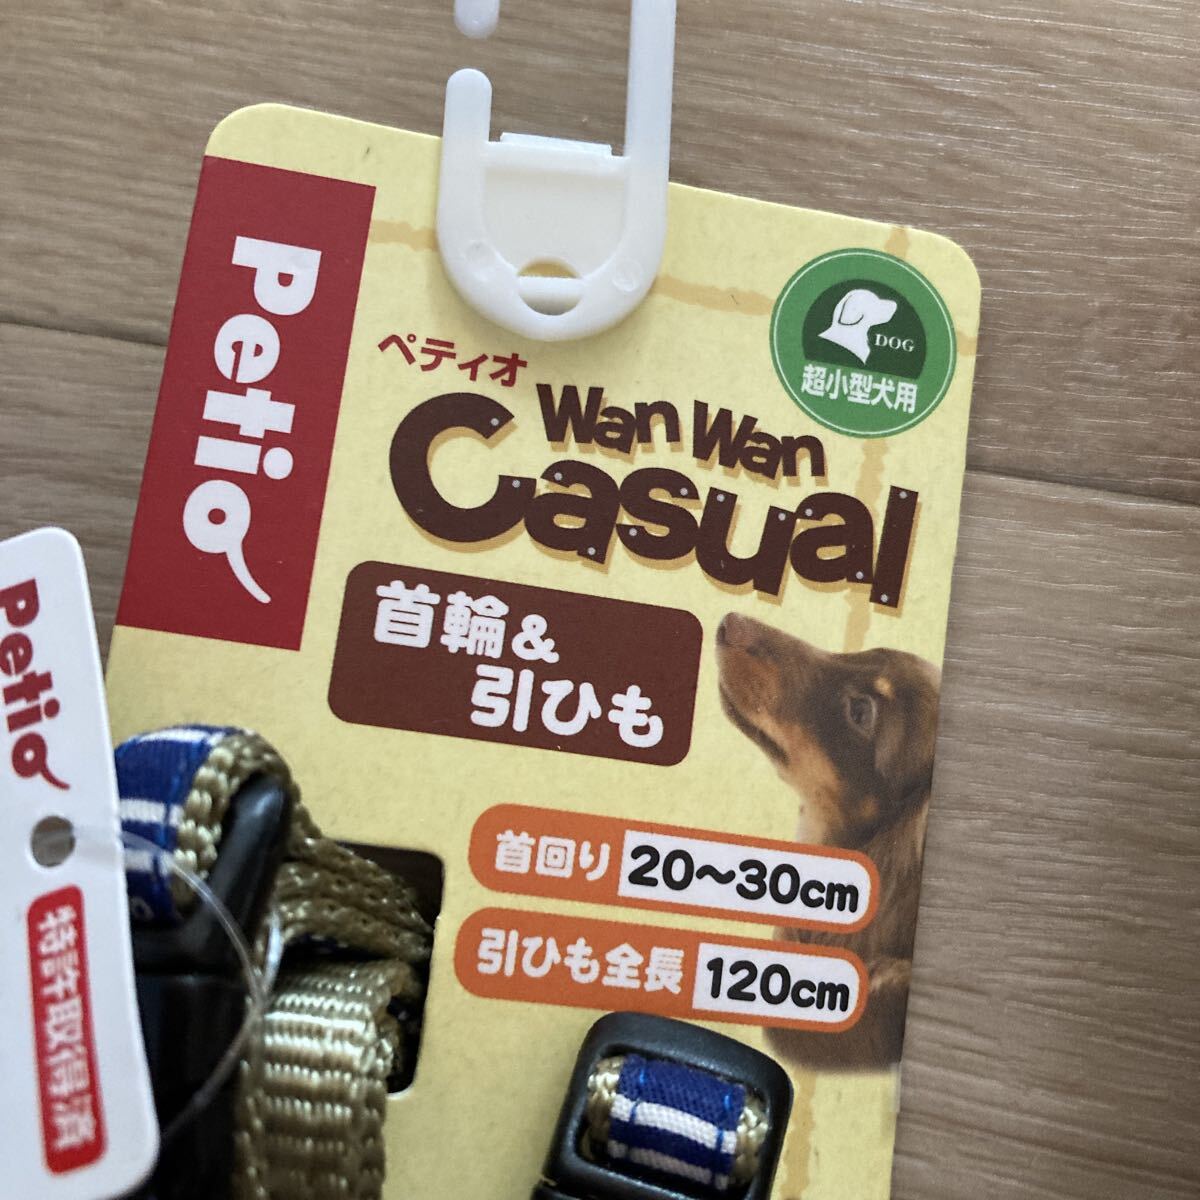 Petio
ペティオ
Wan Wan
Casual
DOG
超小型犬用
首輪&
引ひも
首回り 20〜30cm
引ひも全長 120cm
Petio
特許取得済